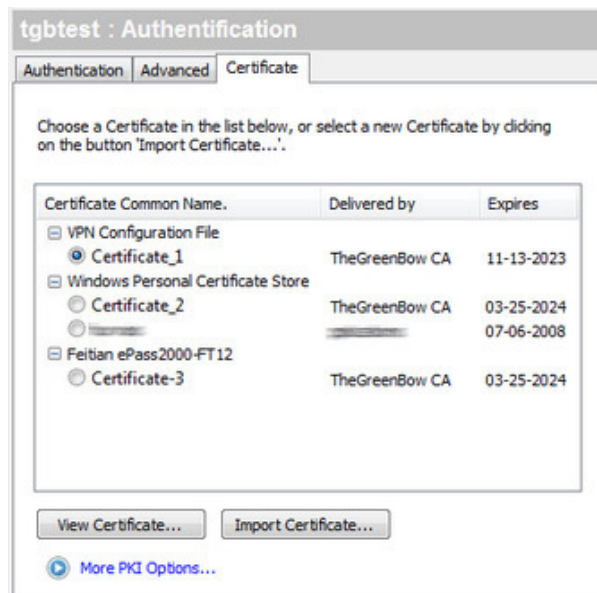 tgbtest : Authentification
Authentication Advanced Certificate
Choose a Certificate in the list below, or select a new Certificate by clicking
on the button 'Import Certificate...'.
Certificate Common Name. Delivered by Expires
VPN Configuration File
Certificate_1 TheGreenBow CA 11-13-2023
Windows Personal Certificate Store
Certificate_2 TheGreenBow CA 03-25-2024
07-06-2008
Feitian ePass2000-FT12
Certificate-3 TheGreenBow CA 03-25-2024
View Certificate... Import Certificate...
More PKI Options...